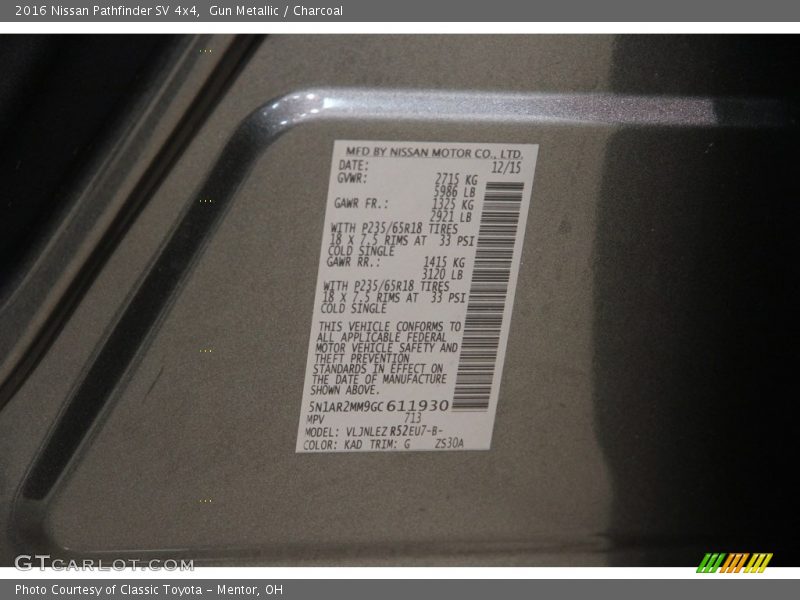 2016 Nissan Pathfinder SV 4x4,  Gun Metallic / Charcoal
MFD BY NISSAN MOTOR CO., LTD.
DATE: 12/15
GVWR: 2715 KG
5986 LB
GAWR FR.: 1325 KG
2921 LB
WITH P235/65R18 TIRES
18 X 7.5 RIMS AT 33 PSI
COLD SINGLE
GAWR RR.: 1415 KG
3120 LB
WITH P235/65R18 TIRES
18 X 7.5 RIMS AT 33 PSI
COLD SINGLE
THIS VEHICLE CONFORMS TO
ALL APPLICABLE FEDERAL
MOTOR VEHICLE SAFETY AND
THEFT PREVENTION
STANDARDS IN EFFECT ON
THE DATE OF MANUFACTURE
SHOWN ABOVE.
5N1AR2MM9GC611930
MPV 713
MODEL: VLJNLEZ R52EU7-B-
COLOR: KAD TRIM: G ZS30A
GTCARLOT.COM
Photo Courtesy of Classic Toyota - Mentor, OH